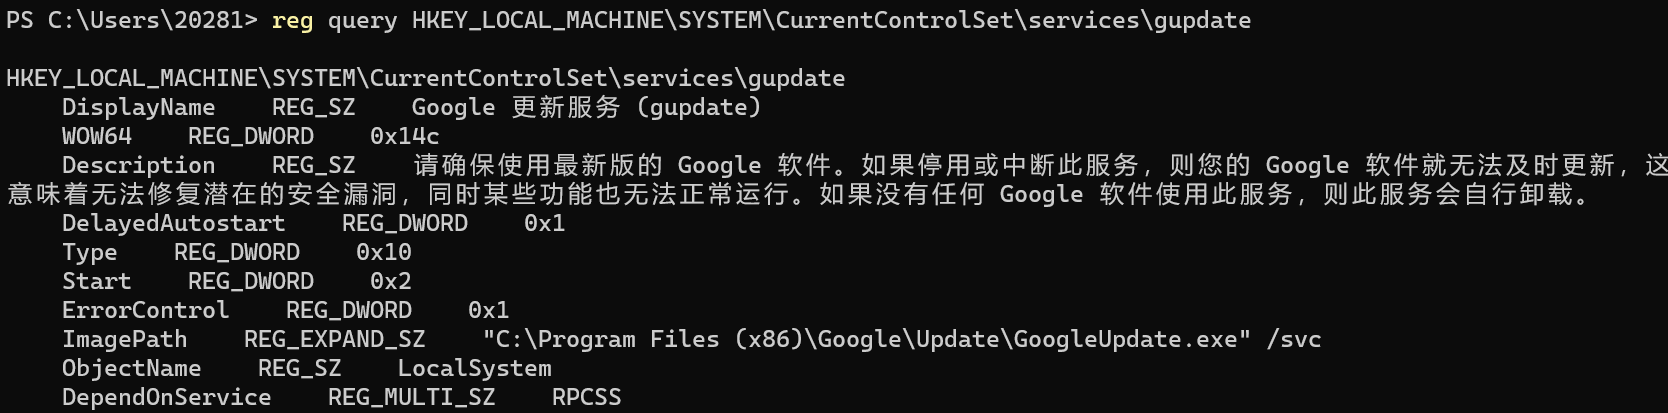 PS C:\Users\20281> reg query HKEY_LOCAL_MACHINE\SYSTEM\CurrentControlSet\services\gupdate
HKEY_LOCAL_MACHINE\SYSTEM\CurrentControlSet\services\gupdate
DisplayName    REG_SZ    Google 更新服务 (gupdate)
WOW64    REG_DWORD    0x14c
Description    REG_SZ    请确保使用最新版的 Google 软件。如果停用或中断此服务，则您的 Google 软件就无法及时更新，这
意味着无法修复潜在的安全漏洞，同时某些功能也无法正常运行。如果没有任何 Google 软件使用此服务，则此服务会自行卸载。
DelayedAutostart    REG_DWORD    0x1
Type    REG_DWORD    0x10
Start    REG_DWORD    0x2
ErrorControl    REG_DWORD    0x1
ImagePath    REG_EXPAND_SZ    "C:\Program Files (x86)\Google\Update\GoogleUpdate.exe" /svc
ObjectName    REG_SZ    LocalSystem
DependOnService    REG_MULTI_SZ    RPCSS